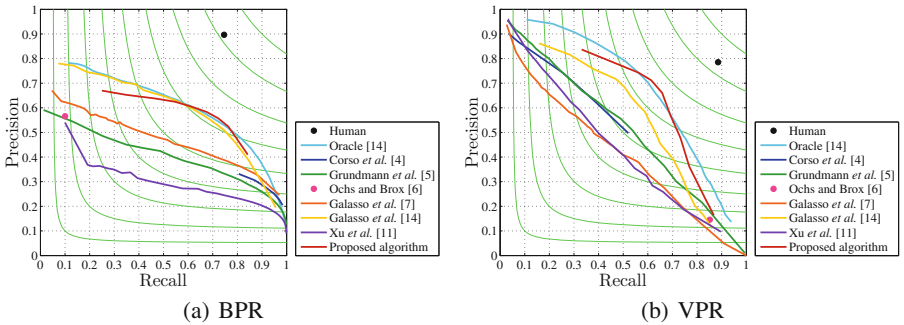 1
0.9
0.8
0.7
0.6
0.5
0.4
0.3
0.2
0.1
0
Precision
0 0.1 0.2 0.3 0.4 0.5 0.6 0.7 0.8 0.9 1
Recall
Human
Oracle [14]
Corso et al. [4]
Grundmann et al. [5]
Ochs and Brox [6]
Galasso et al. [7]
Galasso et al. [14]
Xu et al. [11]
Proposed algorithm
(a) BPR
1
0.9
0.8
0.7
0.6
0.5
0.4
0.3
0.2
0.1
0
Precision
0 0.1 0.2 0.3 0.4 0.5 0.6 0.7 0.8 0.9 1
Recall
Human
Oracle [14]
Corso et al. [4]
Grundmann et al. [5]
Ochs and Brox [6]
Galasso et al. [7]
Galasso et al. [14]
Xu et al. [11]
Proposed algorithm
(b) VPR